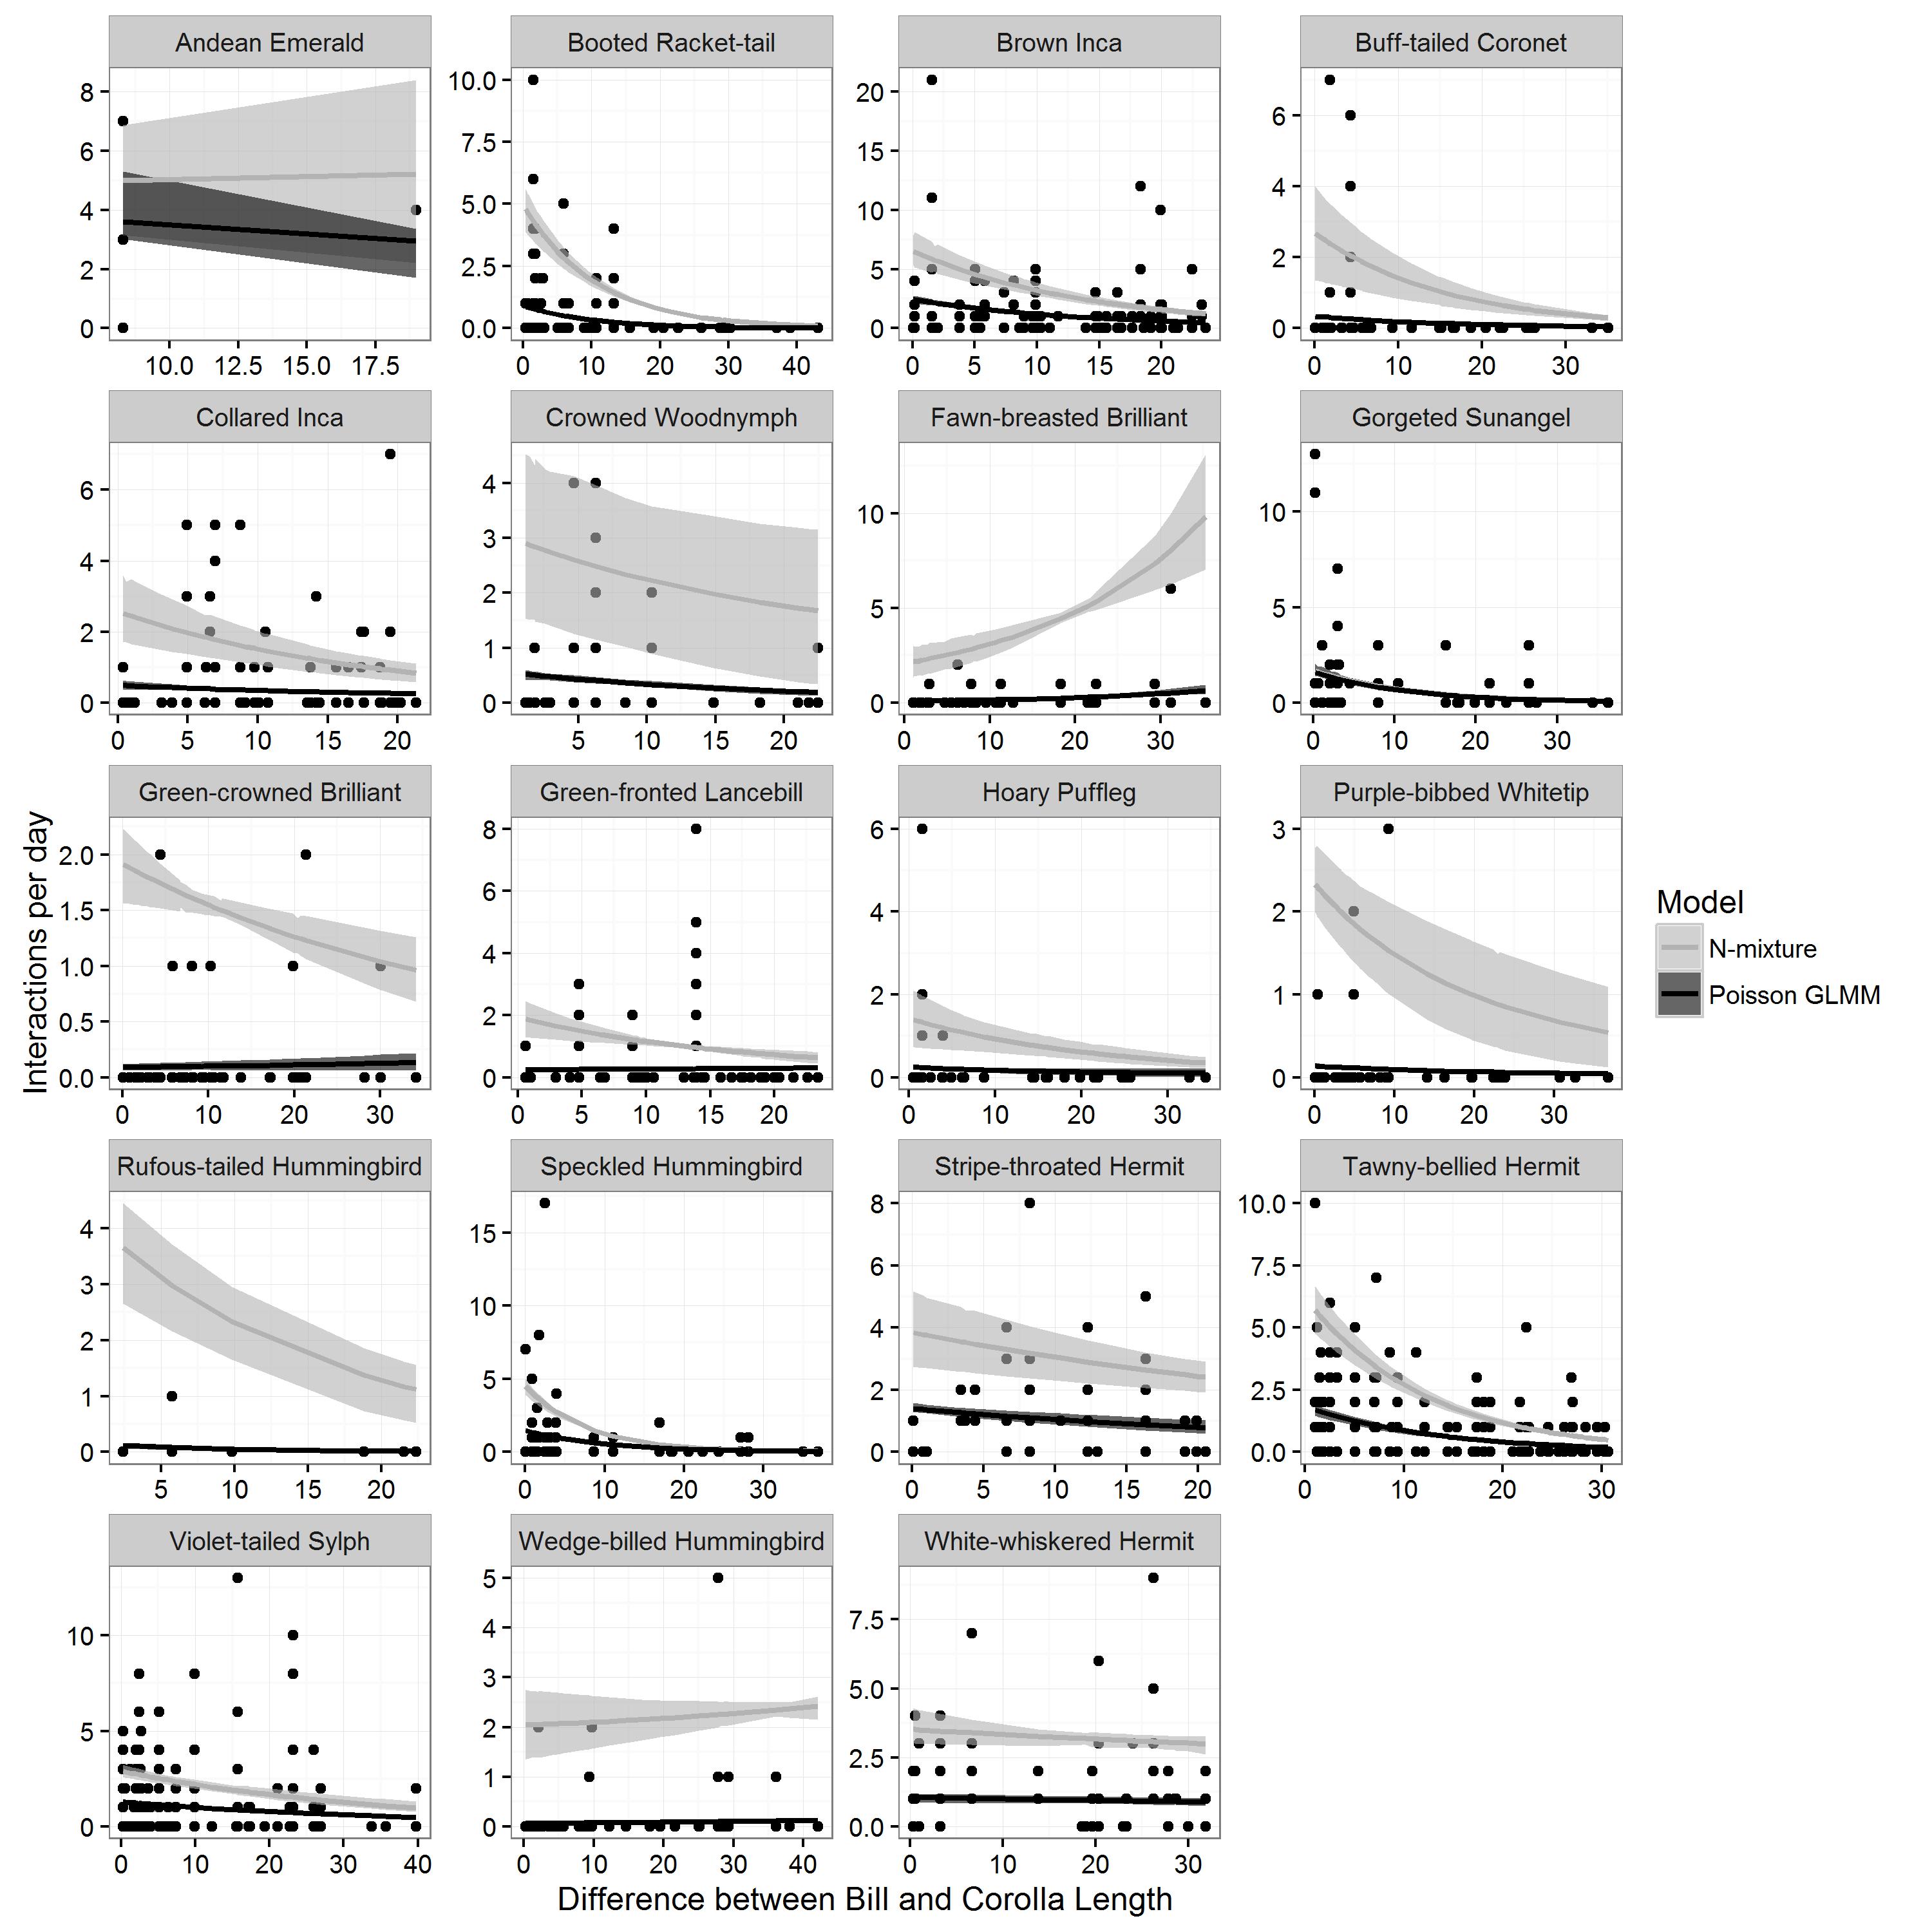 Andean Emerald
Booted Racket-tail
Brown Inca
Buff-tailed Coronet
8
6
4
2
0
10.0
7.5
5.0
2.5
0.0
20
15
10
5
0
6
4
2
0
10.0 12.5 15.0 17.5
0 10 20 30 40
0 5 10 15 20
0 10 20 30
Collared Inca
Crowned Woodnymph
Fawn-breasted Brilliant
Gorgeted Sunangel
6
4
2
0
4
3
2
1
0
10
5
0
10
5
0
0 5 10 15 20
5 10 15 20
0 10 20 30
0 10 20 30
Green-crowned Brilliant
Green-fronted Lancebill
Hoary Puffleg
Purple-bibbed Whitetip
2.0
1.5
1.0
0.5
0.0
8
6
4
2
0
6
4
2
0
3
2
1
0
0 10 20 30
0 5 10 15 20
0 10 20 30
0 10 20 30
Rufous-tailed Hummingbird
Speckled Hummingbird
Stripe-throated Hermit
Tawny-bellied Hermit
4
3
2
1
0
15
10
5
0
8
6
4
2
0
10.0
7.5
5.0
2.5
0.0
5 10 15 20
0 10 20 30
0 5 10 15 20
0 10 20 30
Violet-tailed Sylph
Wedge-billed Hummingbird
White-whiskered Hermit
10
5
0
5
4
3
2
1
0
7.5
5.0
2.5
0.0
0 10 20 30 40
0 10 20 30 40
0 10 20 30
Interactions per day
Difference between Bill and Corolla Length
Model
N-mixture
Poisson GLMM